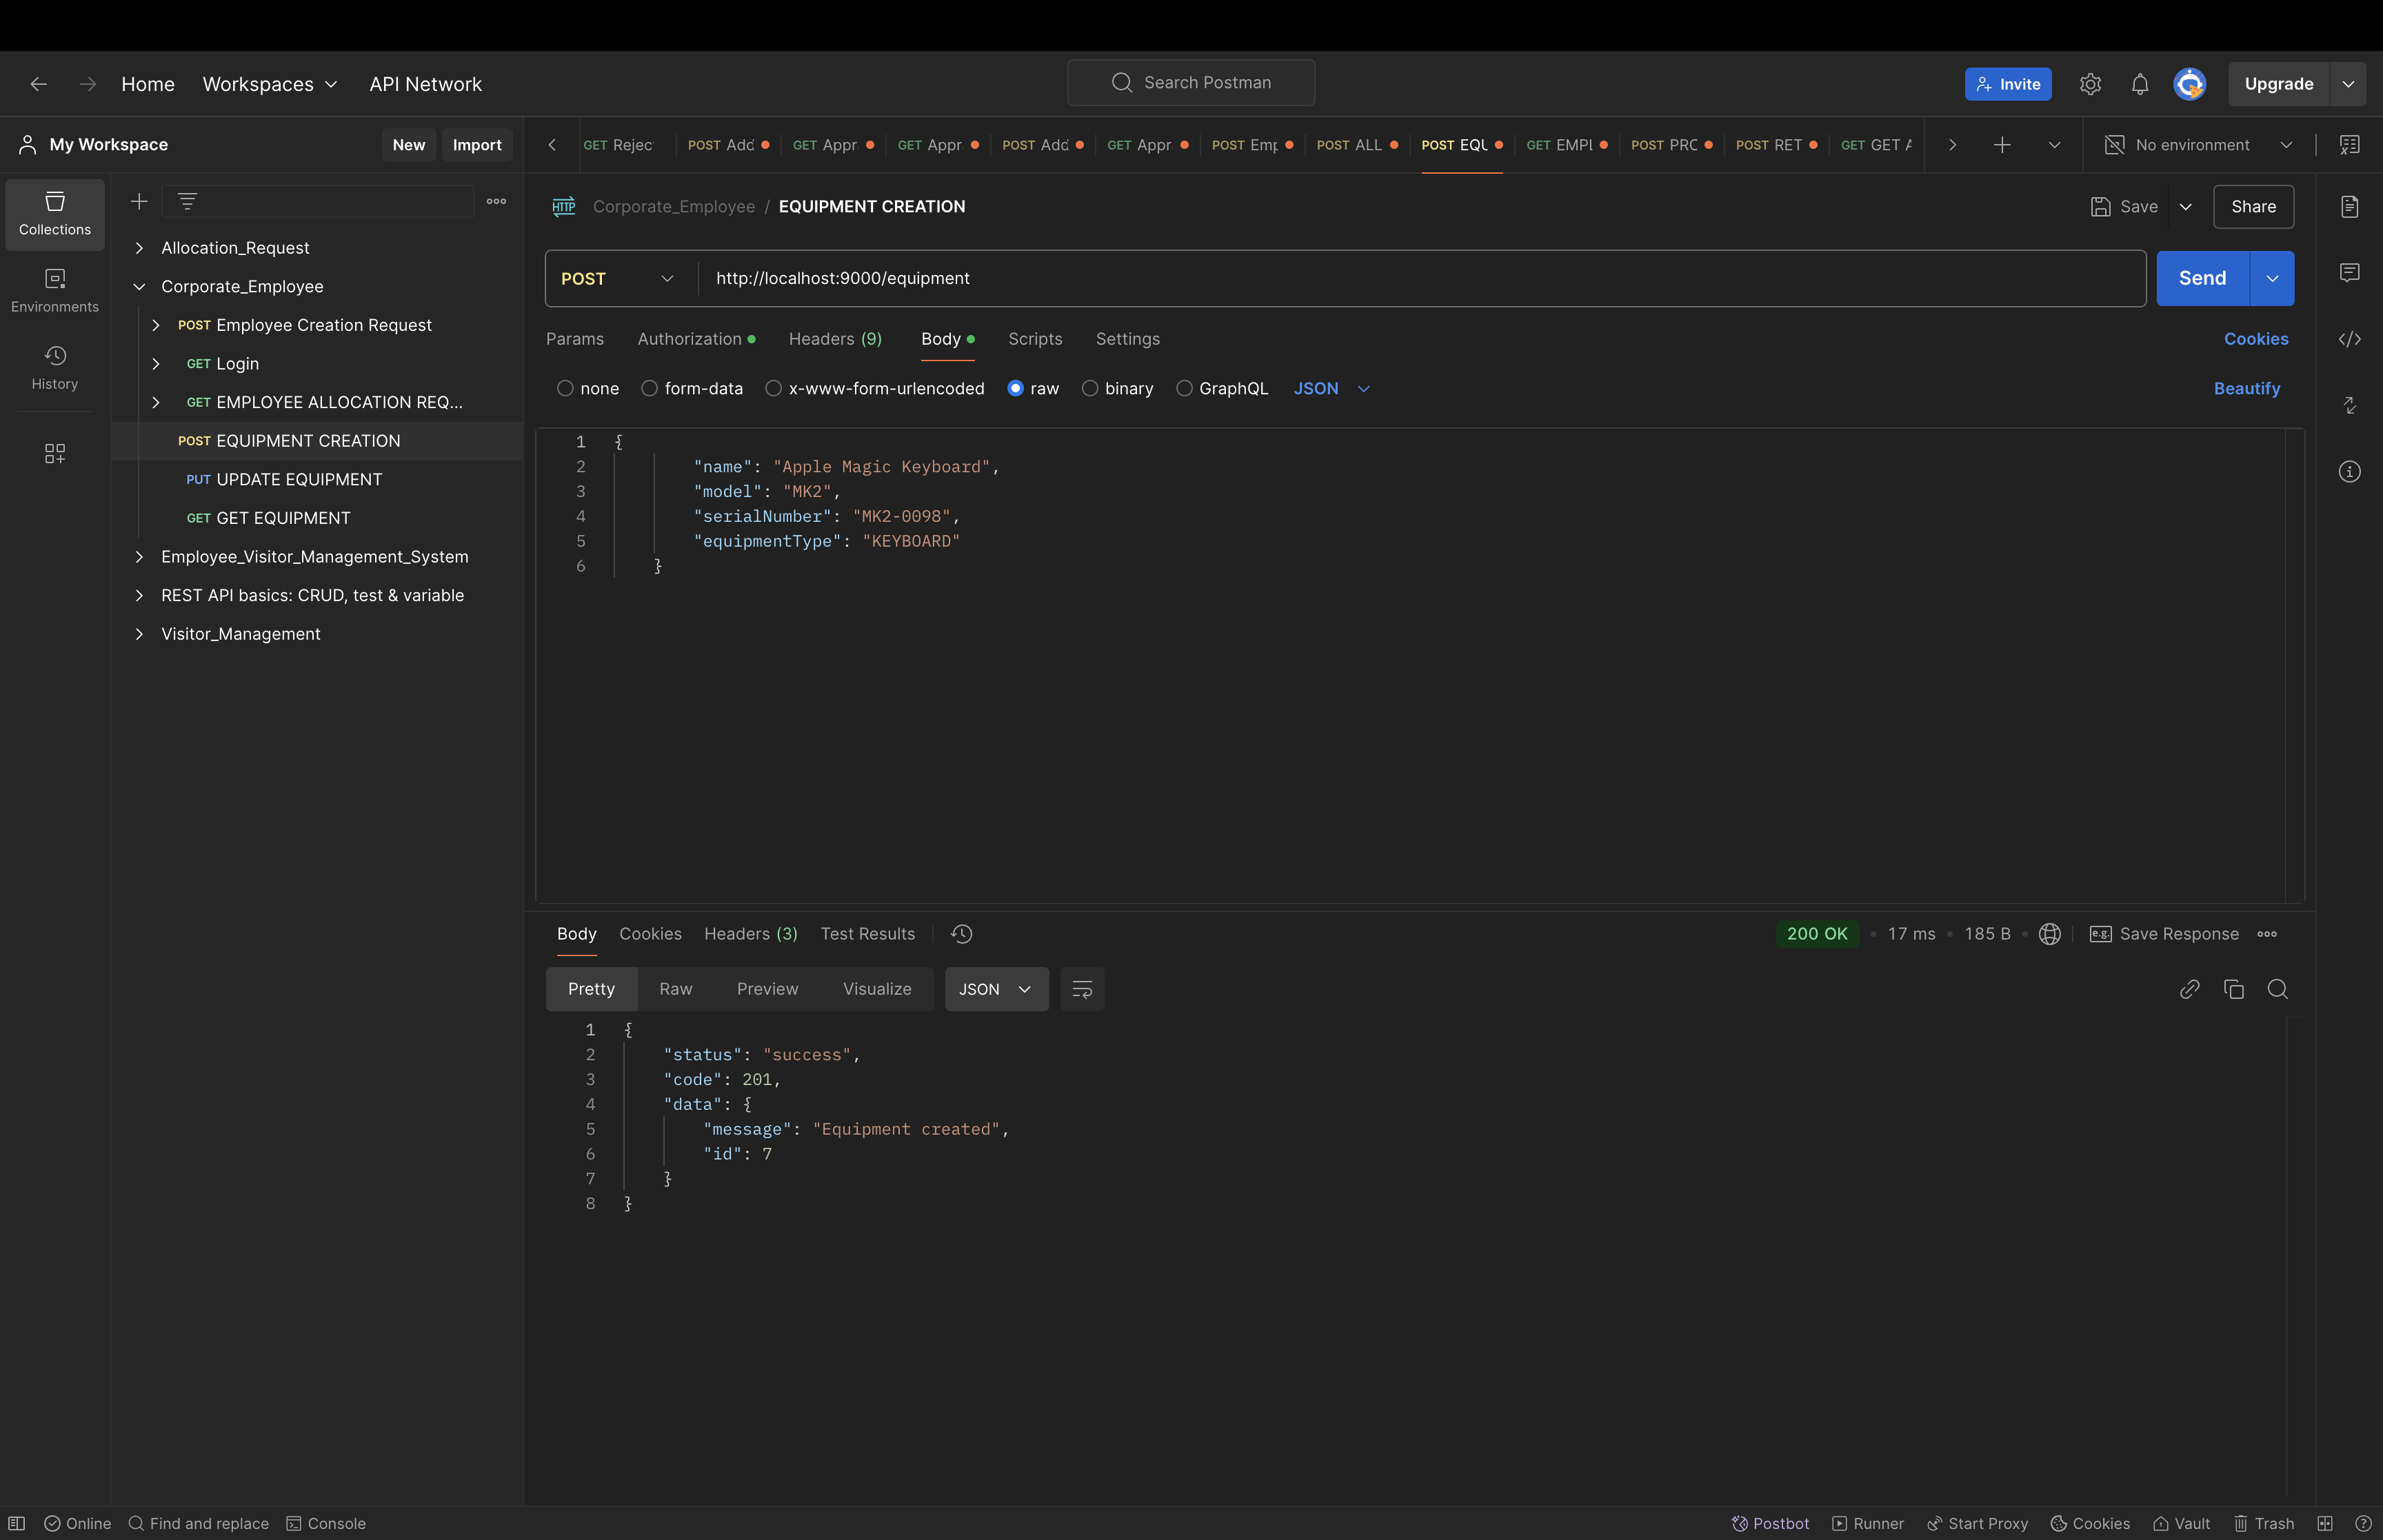 Home Workspaces API Network Search Postman Invite Upgrade
My Workspace New Import
GET Rejec POST Add GET Appr GET Appr POST Add GET Appr POST Emp POST ALL POST EQU GET EMPL POST PRO POST RET GET GET A No environment
Collections
Environments
History
Allocation_Request
Corporate_Employee
POST Employee Creation Request
GET Login
GET EMPLOYEE ALLOCATION REQ...
POST EQUIPMENT CREATION
PUT UPDATE EQUIPMENT
GET GET EQUIPMENT
Employee_Visitor_Management_System
REST API basics: CRUD, test & variable
Visitor_Management
HTTP Corporate_Employee / EQUIPMENT CREATION Save Share
POST http://localhost:9000/equipment Send
Params Authorization Headers (9) Body Scripts Settings Cookies
none form-data x-www-form-urlencoded raw binary GraphQL JSON Beautify
1 {
2 "name": "Apple Magic Keyboard",
3 "model": "MK2",
4 "serialNumber": "MK2-0098",
5 "equipmentType": "KEYBOARD"
6 }
Body Cookies Headers (3) Test Results 200 OK 17 ms 185 B e.g. Save Response
Pretty Raw Preview Visualize JSON
1 {
2 "status": "success",
3 "code": 201,
4 "data": {
5 "message": "Equipment created",
6 "id": 7
7 }
8 }
Online Find and replace Console Postbot Runner Start Proxy Cookies Vault Trash